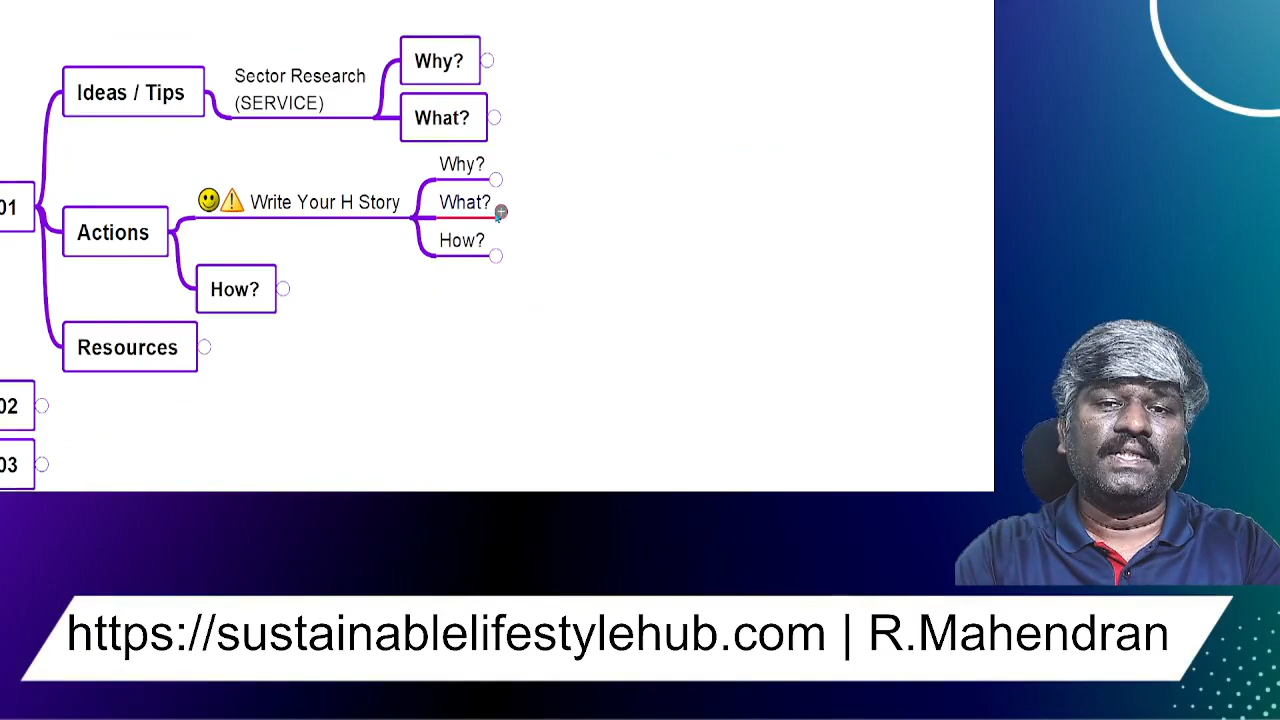 Why?
Sector Research
(SERVICE)
Ideas / Tips
What?
Why?
Write Your H Story
What?
01
Actions
How?
How?
Resources
02
03
https://sustainablelifestylehub.com | R.Mahendran